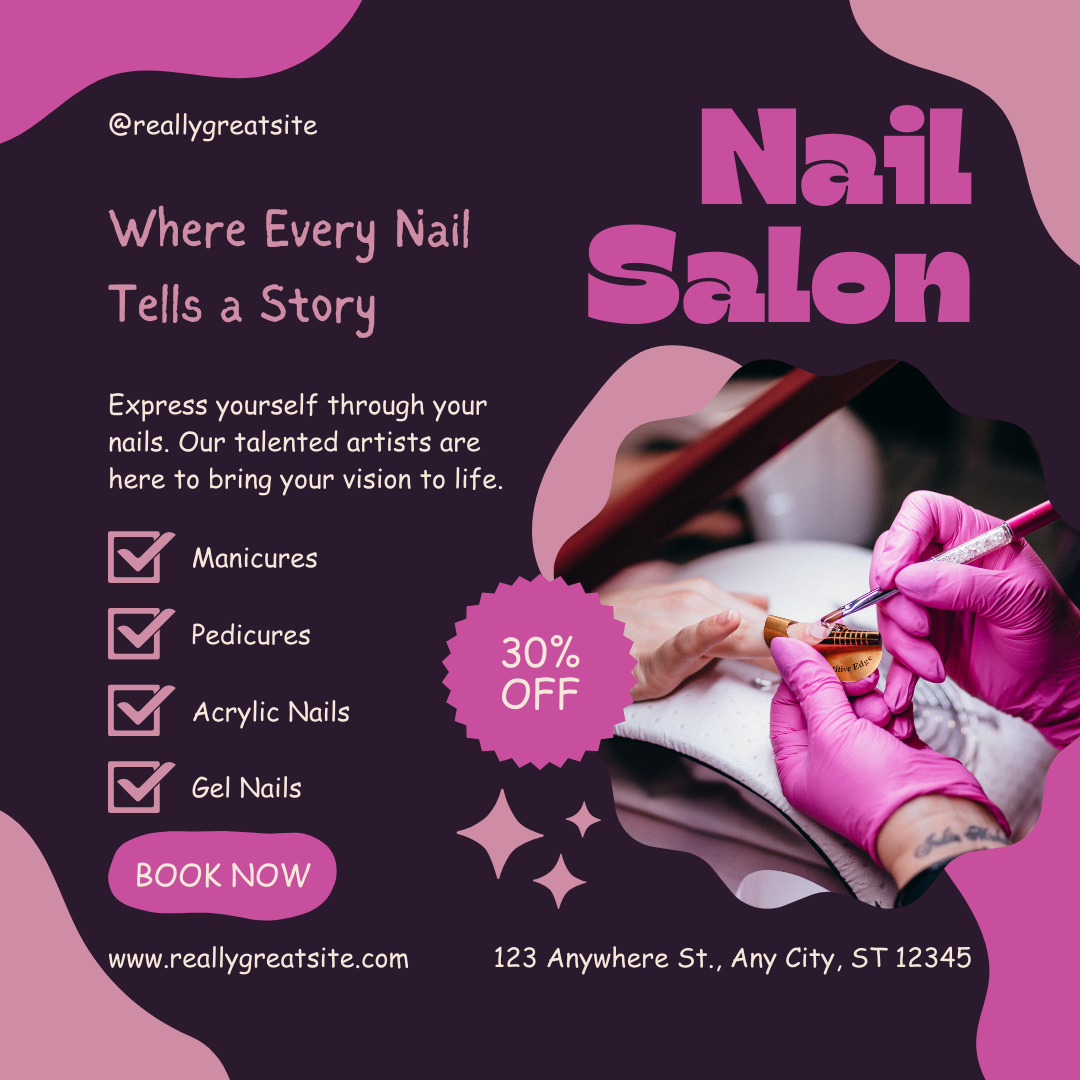 @reallygreatsite
Nail
Salon
Where Every Nail
Tells a Story
Express yourself through your
nails. Our talented artists are
here to bring your vision to life.
Manicures
Pedicures
Acrylic Nails
Gel Nails
30%
OFF
Edge
BOOK NOW
www.reallygreatsite.com
123 Anywhere St., Any City, ST 12345